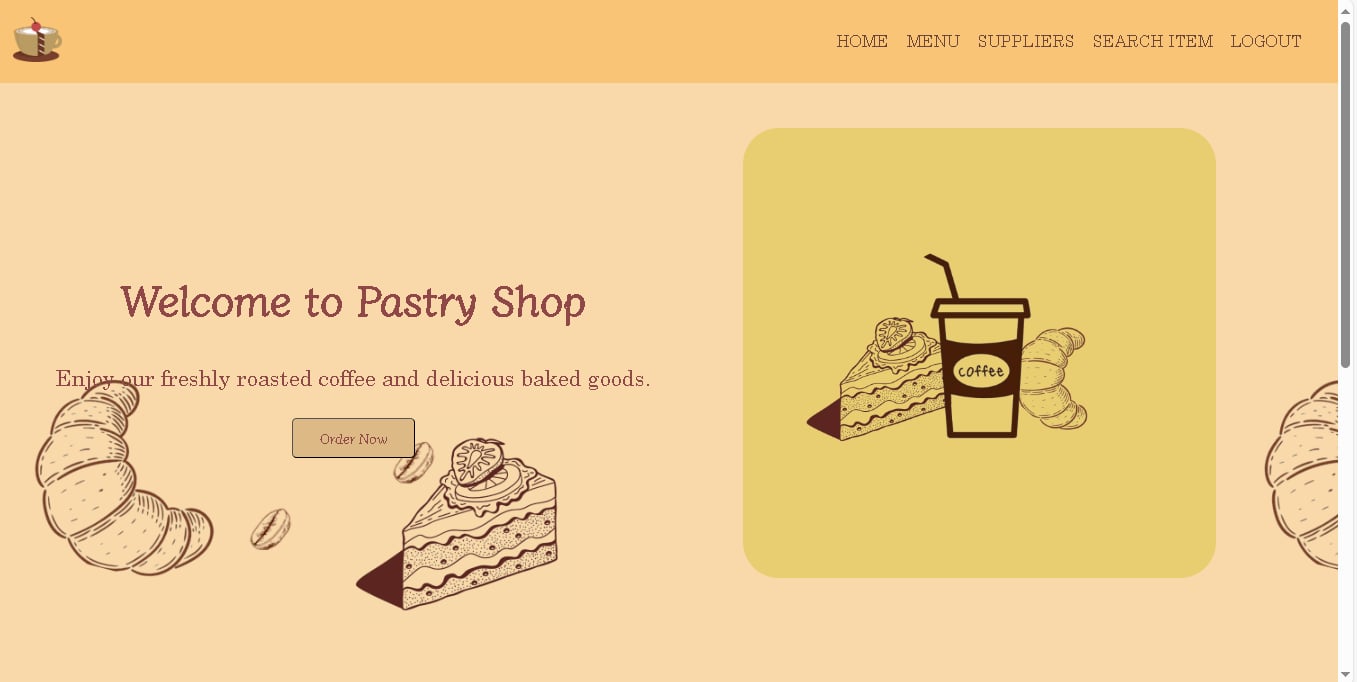 HOME MENU SUPPLIERS SEARCH ITEM LOGOUT
Welcome to Pastry Shop
Enjoy our freshly roasted coffee and delicious baked goods.
Order Now
coffee